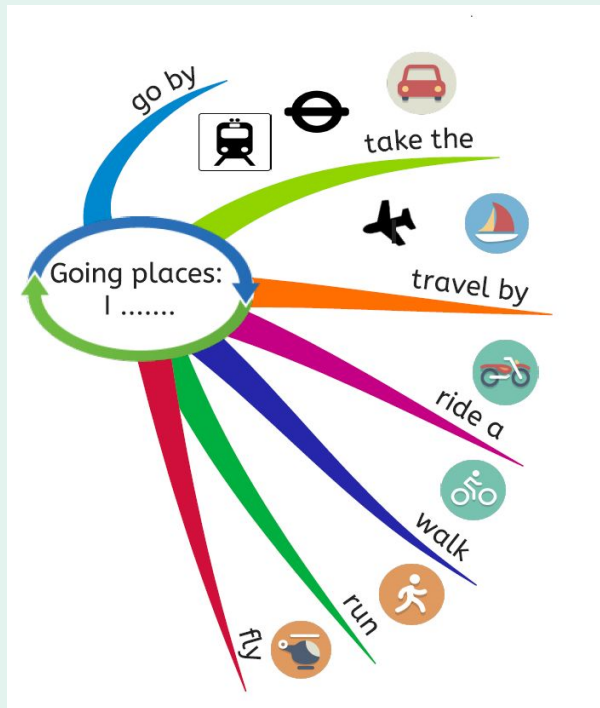 go by
take the
Going places:
I .......
travel by
ride a
walk
run
fly